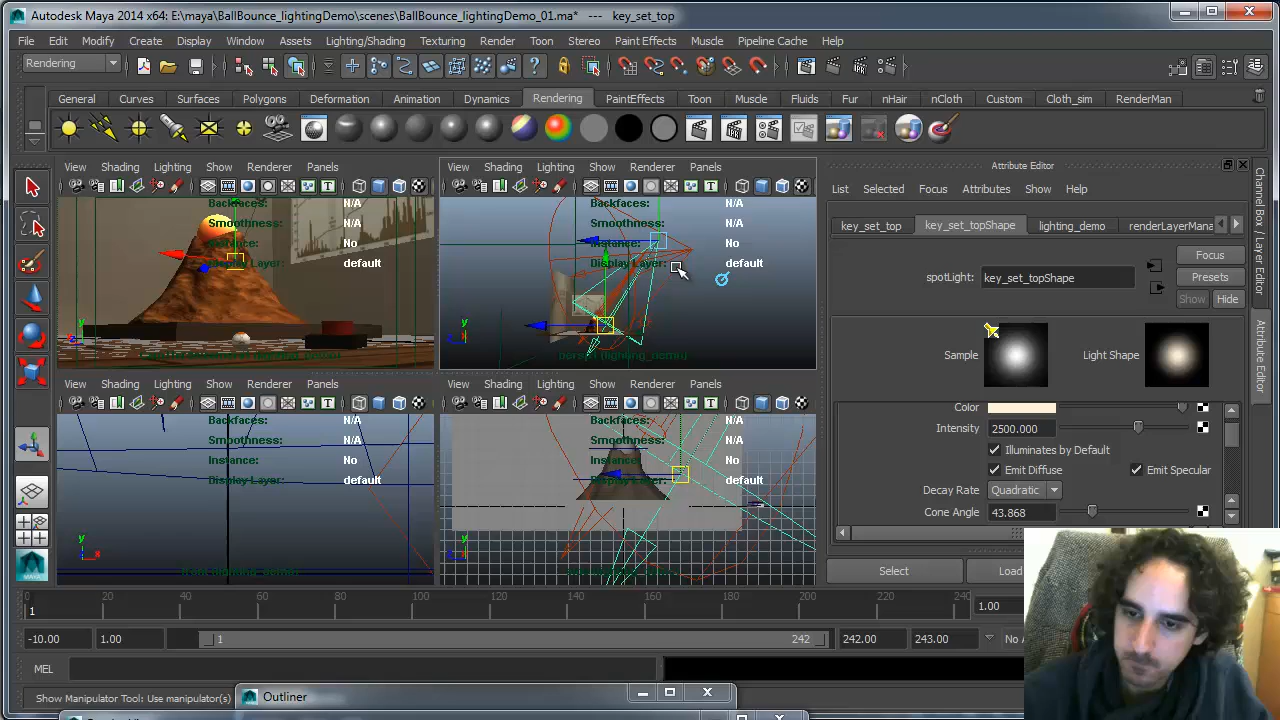 Autodesk Maya 2014 x64: E:\maya\BallBounce_lightingDemo\scenes\BallBounce_lightingDemo_01.ma* --- key_set_top
File Edit Modify Create Display Window Assets Lighting/Shading Texturing Render Toon Stereo Paint Effects Muscle Pipeline Cache Help
Rendering
General Curves Surfaces Polygons Deformation Animation Dynamics Rendering PaintEffects Toon Muscle Fluids Fur nHair nCloth Custom Cloth_sim RenderMan
View Shading Lighting Show Renderer Panels
Backfaces: N/A
Smoothness: N/A
Instance: No
Display Layer: default
View Shading Lighting Show Renderer Panels
Backfaces: N/A
Smoothness: N/A
Instance: No
Display Layer: default
View Shading Lighting Show Renderer Panels
Backfaces: N/A
Smoothness: N/A
Instance: No
Display Layer: default
View Shading Lighting Show Renderer Panels
Backfaces: N/A
Smoothness: N/A
Instance: No
Display Layer: default
Attribute Editor
List Selected Focus Attributes Show Help
key_set_top key_set_topShape lighting_demo renderLayerMana
Focus
spotLight: key_set_topShape
Presets
Show Hide
Sample Light Shape
Color
Intensity 2500.000
Illuminates by Default
Emit Diffuse Emit Specular
Decay Rate Quadratic
Cone Angle 43.868
Select Load
Channel Box / Layer Editor
Attribute Editor
0 20 40 60 80 100 120 140 160 180 200 220 240
1 1.00
-10.00 1.00 1 242 242.00 243.00 No A
MEL
Show Manipulator Tool: Use manipulator(s)
Outliner